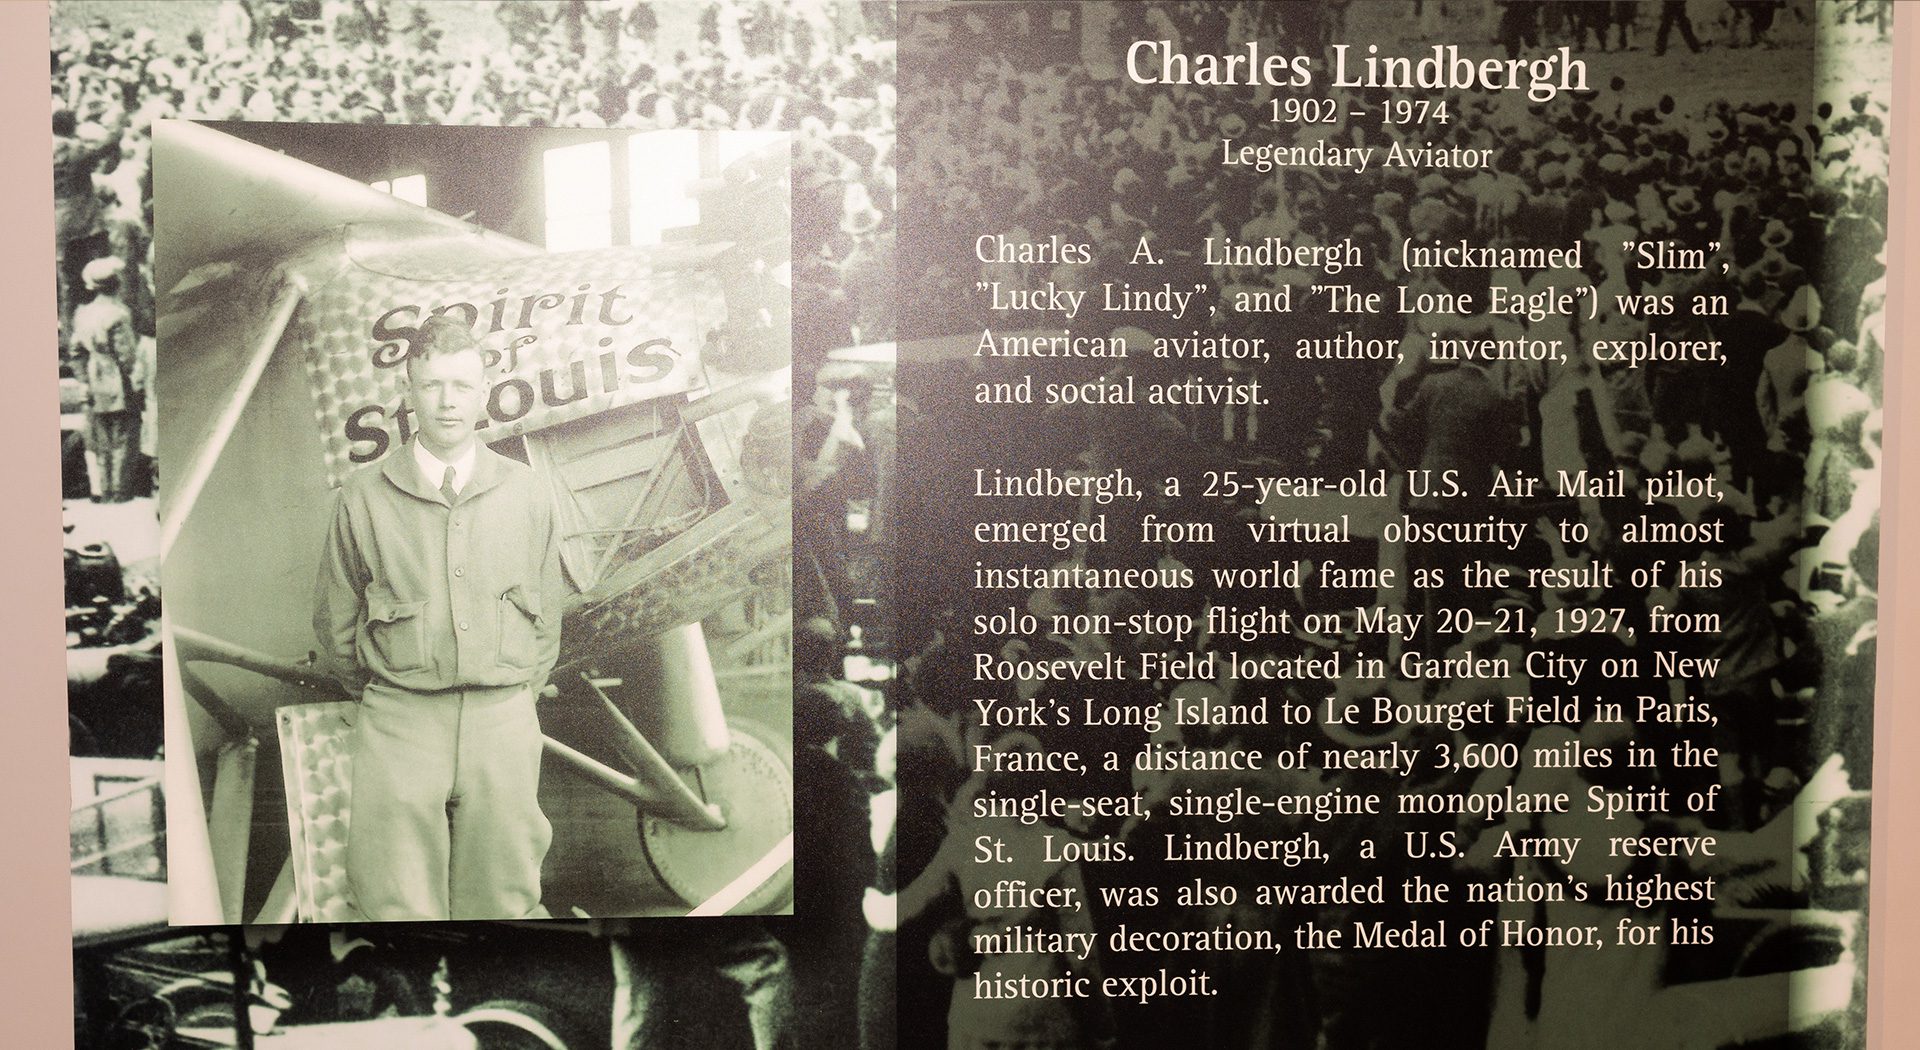 Spirit
of
St. Louis
Charles Lindbergh
1902 – 1974
Legendary Aviator
Charles A. Lindbergh (nicknamed ”Slim”,
”Lucky Lindy”, and ”The Lone Eagle”) was an
American aviator, author, inventor, explorer,
and social activist.
Lindbergh, a 25-year-old U.S. Air Mail pilot,
emerged from virtual obscurity to almost
instantaneous world fame as the result of his
solo non-stop flight on May 20–21, 1927, from
Roosevelt Field located in Garden City on New
York’s Long Island to Le Bourget Field in Paris,
France, a distance of nearly 3,600 miles in the
single-seat, single-engine monoplane Spirit of
St. Louis. Lindbergh, a U.S. Army reserve
officer, was also awarded the nation’s highest
military decoration, the Medal of Honor, for his
historic exploit.